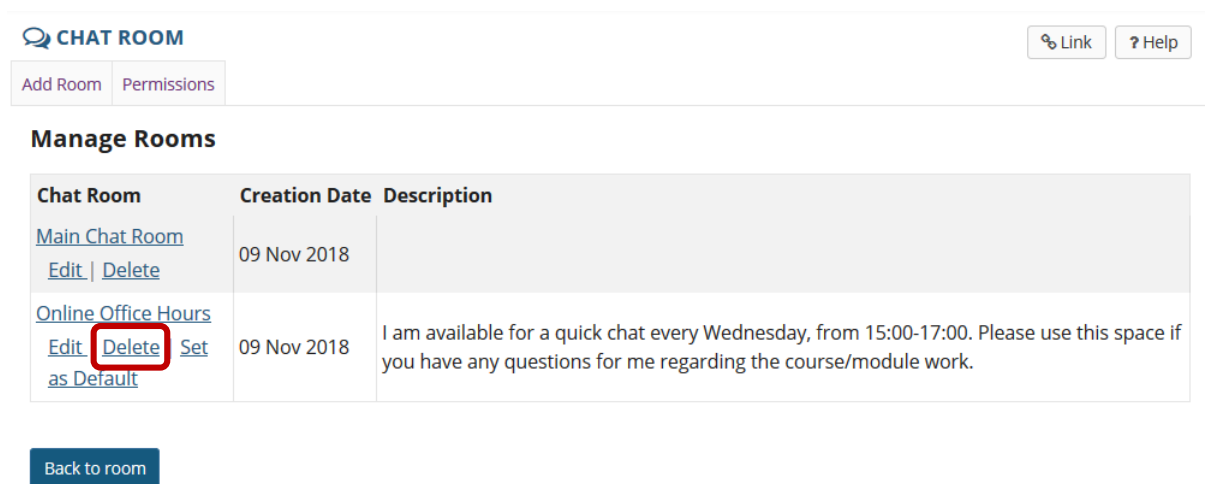 CHAT ROOM
Link
? Help
Add Room Permissions
Manage Rooms
Chat Room Creation Date Description
Main Chat Room
Edit | Delete
09 Nov 2018
Online Office Hours
Edit Delete | Set
as Default
09 Nov 2018
I am available for a quick chat every Wednesday, from 15:00-17:00. Please use this space if
you have any questions for me regarding the course/module work.
Back to room